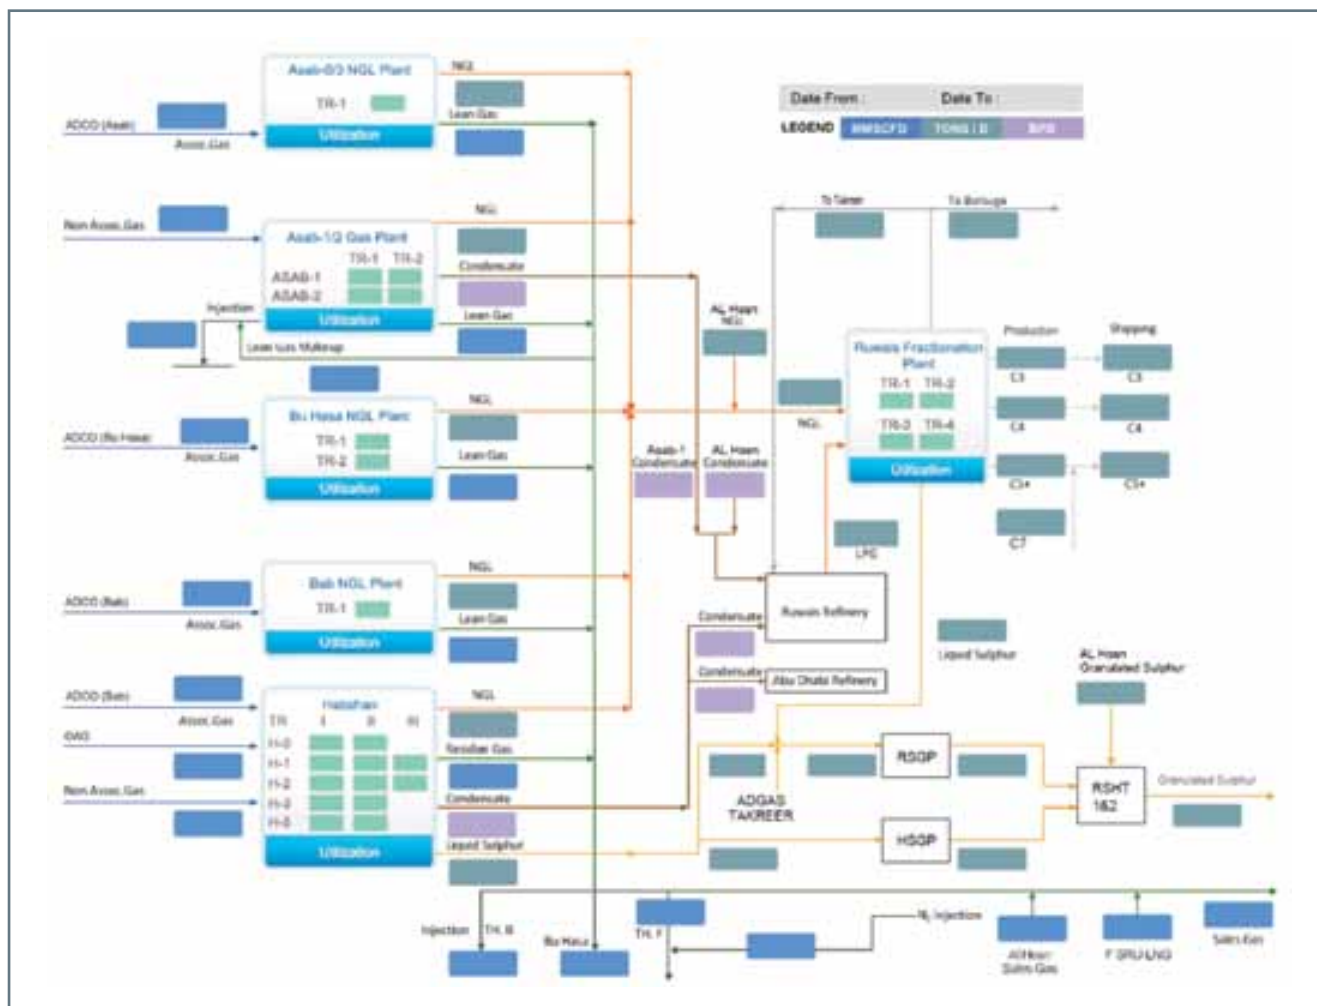 Asab-0/3 NGL Plant
TR-1
Utilization
ADCO (Asab)
Assoc.Gas
NGL
Lean Gas
Date From :
Date To :
LEGEND
MMSCFD
TONS / D
BPD
Non Assoc.Gas
Asab-1/2 Gas Plant
TR-1 TR-2
ASAB-1
ASAB-2
Utilization
NGL
Condensate
Lean Gas
Injection
Lean Gas Makeup
To Borouge
AL Hosn
NGL
Ruwais Fractionation
Plant
TR-1 TR-2
TR-3 TR-4
Utilization
Production
Shipping
C3
C3
C4
C4
C5+
C5+
C7
NGL
ADCO (Bu Hasa)
Assoc.Gas
Bu Hasa NGL Plant
TR-1
TR-2
Utilization
NGL
Lean Gas
Asab-1
Condensate
AL Hosn
Condensate
LPG
Ruwais Refinery
ADCO (Bab)
Assoc.Gas
Bab NGL Plant
TR-1
Utilization
NGL
Lean Gas
Condensate
Condensate
Abu Dhabi Refinery
Liquid Sulphur
AL Hosn
Granulated Sulphur
ADCO (Bab)
Assoc.Gas
OAG
Non Assoc.Gas
Habshan
TR I II III
H-0
H-1
H-2
H-3
Utilization
NGL
Residue Gas
Condensate
Liquid Sulphur
ADGAS
TAKREER
RSGP
HSGP
RSHT
1&2
Granulated Sulphur
Injection
TH. B
Bu Hasa
TH. F
N₂ Injection
Al Hosn
Sales Gas
Sales Gas